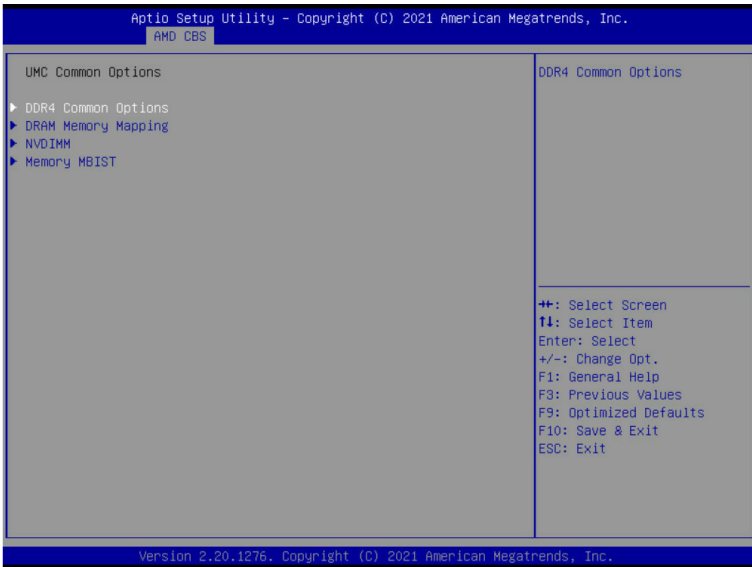 Aptio Setup Utility – Copyright (C) 2021 American Megatrends, Inc.
AMD CBS
UMC Common Options
DDR4 Common Options
DRAM Memory Mapping
NVDIMM
Memory MBIST
DDR4 Common Options
→←: Select Screen
↑↓: Select Item
Enter: Select
+/-: Change Opt.
F1: General Help
F3: Previous Values
F9: Optimized Defaults
F10: Save & Exit
ESC: Exit
Version 2.20.1276. Copyright (C) 2021 American Megatrends, Inc.